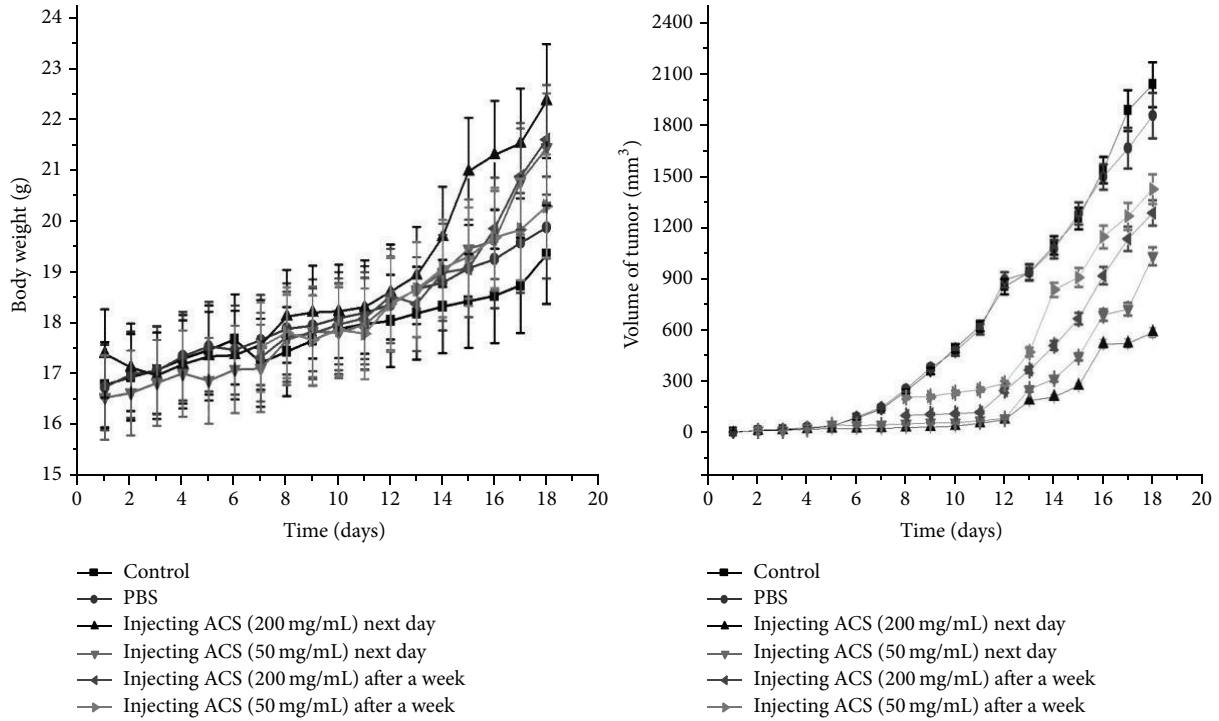 24
23
22
21
20
19
18
17
16
15
Body weight (g)
0 2 4 6 8 10 12 14 16 18 20
Time (days)
Control
PBS
Injecting ACS (200 mg/mL) next day
Injecting ACS (50 mg/mL) next day
Injecting ACS (200 mg/mL) after a week
Injecting ACS (50 mg/mL) after a week
2400
2100
1800
1500
1200
900
600
300
0
Volume of tumor (mm³)
0 2 4 6 8 10 12 14 16 18 20
Time (days)
Control
PBS
Injecting ACS (200 mg/mL) next day
Injecting ACS (50 mg/mL) next day
Injecting ACS (200 mg/mL) after a week
Injecting ACS (50 mg/mL) after a week